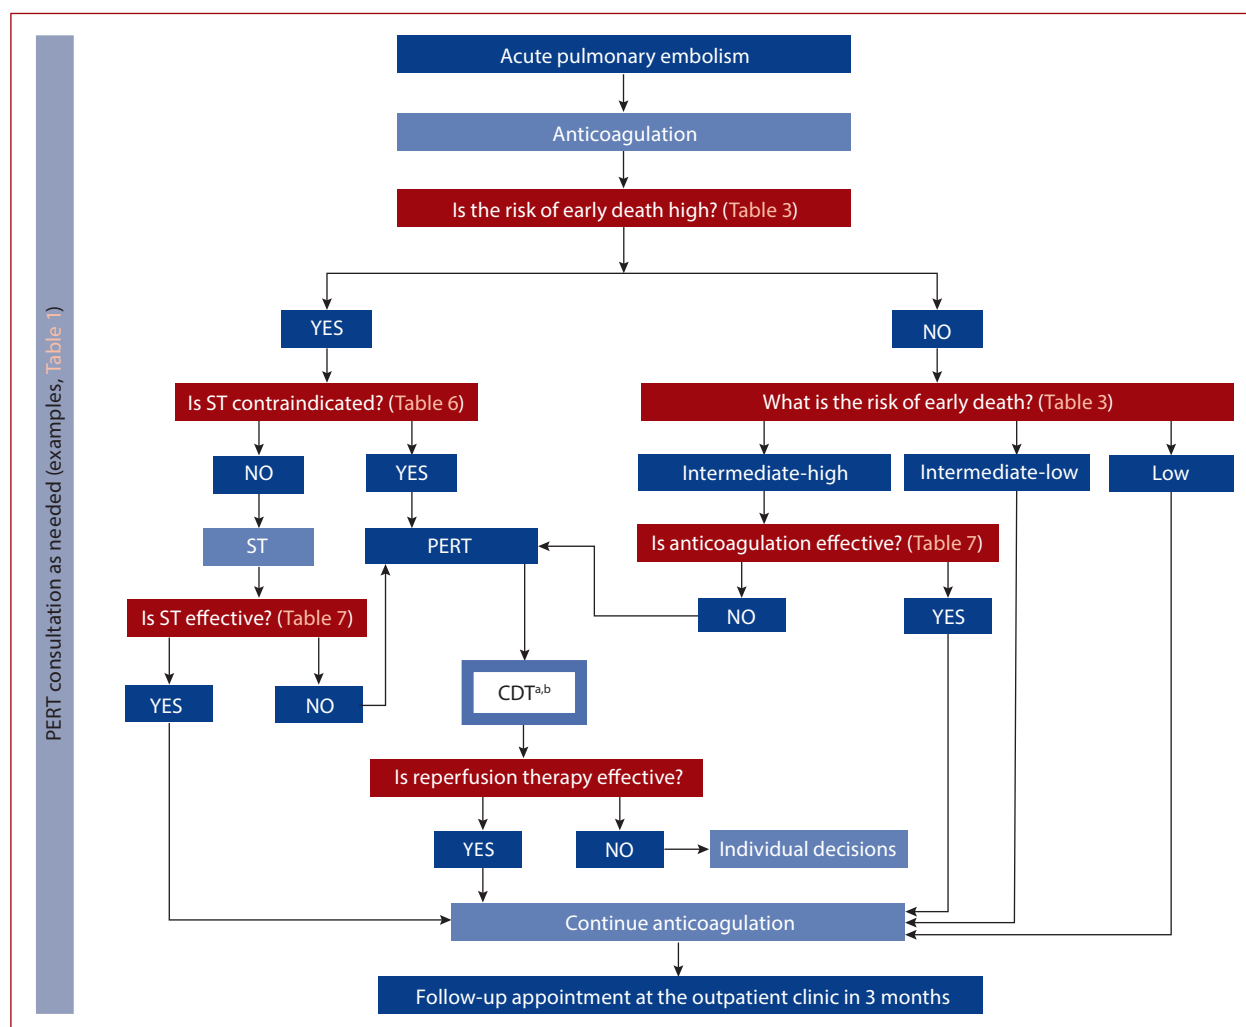 PERT consultation as needed (examples, Table 1)
Acute pulmonary embolism
Anticoagulation
Is the risk of early death high? (Table 3)
YES
NO
Is ST contraindicated? (Table 6)
What is the risk of early death? (Table 3)
NO
YES
Intermediate-high
Intermediate-low
Low
ST
PERT
Is anticoagulation effective? (Table 7)
Is ST effective? (Table 7)
NO
YES
YES
NO
CDTa,b
Is reperfusion therapy effective?
YES
NO
Individual decisions
Continue anticoagulation
Follow-up appointment at the outpatient clinic in 3 months